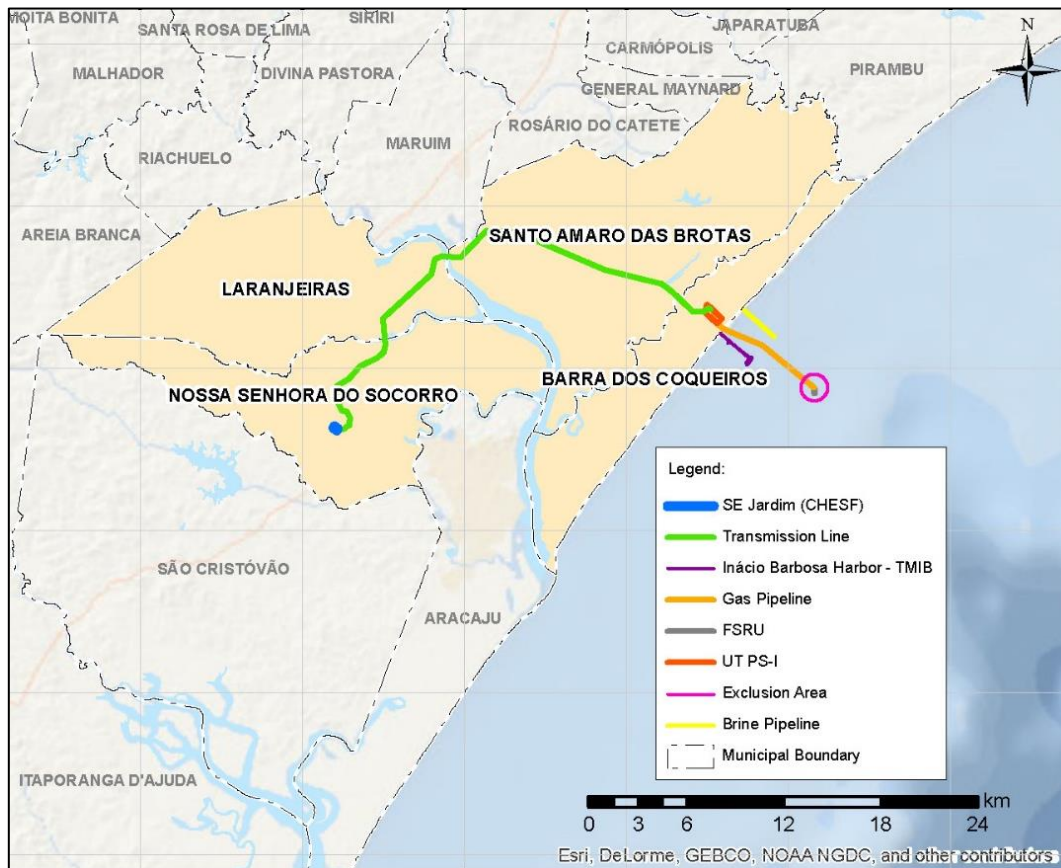 MOITA BONITA
SIRIRI
JAPARATUBA
SANTA ROSA DE LIMA
CARMÓPOLIS
N
MALHADOR
DIVINA PASTORA
PIRAMBU
GENERAL MAYNARD
ROSÁRIO DO CATETE
MARUIM
RIACHUELO
AREIA BRANCA
SANTO AMARO DAS BROTAS
LARANJEIRAS
BARRA DOS COQUEIROS
NOSSA SENHORA DO SOCORRO
SÃO CRISTÓVÃO
ARACAJU
ITAPORANGA D'AJUDA
Legend:
SE Jardim (CHESF)
Transmission Line
Inácio Barbosa Harbor - TMIB
Gas Pipeline
FSRU
UT PS-I
Exclusion Area
Brine Pipeline
Municipal Boundary
km
0 3 6 12 18 24
Esri, DeLorme, GEBCO, NOAA NGDC, and other contributors